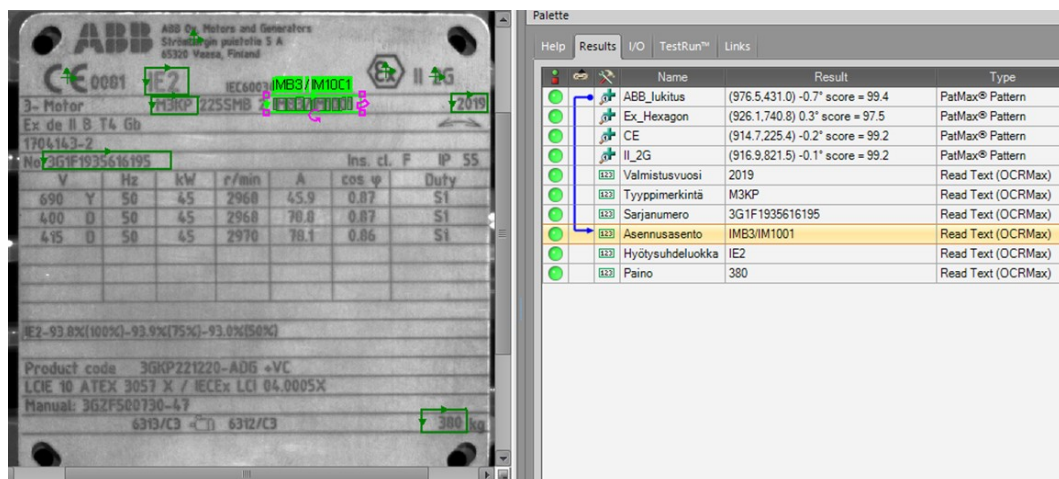 ABB
ABB Oy, Motors and Generators
Strömbergin puistotie 5 A
65320 Vaasa, Finland
CE 0081 IE2 IEC6003 IMB3/IM1001 Ex II 2G
3~ Motor M3KP 225SMB 2 IMB3/IM1001 2019
Ex de II B T4 Gb
1704143-2
No 3G1F1935616195 Ins. cl. F IP 55
V Hz kW r/min A cos φ Duty
690 Y 50 45 2968 45.9 0.87 S1
400 D 50 45 2968 78.8 0.87 S1
415 D 50 45 2970 78.1 0.86 S1
IE2-93.8%(100%)-93.9%(75%)-93.0%(50%)
Product code 3GKP221220-ADG +VC
LCIE 10 ATEX 3057 X / IECEx LCI 04.0005X
Manual: 3GZF500730-47
6313/C3 6312/C3 380 kg
Palette
Help Results I/O TestRun™ Links
Name Result Type
ABB_lukitus (976.5,431.0) -0.7° score = 99.4 PatMax® Pattern
Ex_Hexagon (926.1,740.8) 0.3° score = 97.5 PatMax® Pattern
CE (914.7,225.4) -0.2° score = 99.2 PatMax® Pattern
II_2G (916.9,821.5) -0.1° score = 99.2 PatMax® Pattern
Valmistusvuosi 2019 Read Text (OCRMax)
Tyyppimerkintä M3KP Read Text (OCRMax)
Sarjanumero 3G1F1935616195 Read Text (OCRMax)
Asennusasento IMB3/IM1001 Read Text (OCRMax)
Hyötysuhdeluokka IE2 Read Text (OCRMax)
Paino 380 Read Text (OCRMax)